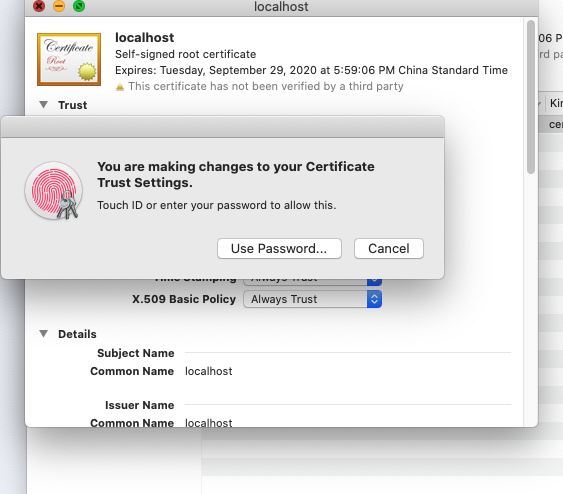 localhost
Certificate
Root
localhost
Self-signed root certificate
Expires: Tuesday, September 29, 2020 at 5:59:06 PM China Standard Time
This certificate has not been verified by a third party
Trust
06 PM
Kin
cer
You are making changes to your Certificate
Trust Settings.
Touch ID or enter your password to allow this.
Use Password...
Cancel
Time Stamping Always Trust
X.509 Basic Policy Always Trust
Details
Subject Name
Common Name localhost
Issuer Name
Common Name localhost